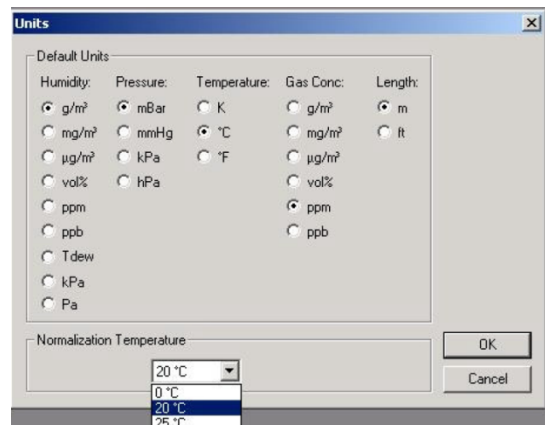 Units
Default Units
Humidity: Pressure: Temperature: Gas Conc: Length:
g/m³ mBar K g/m³ m
mg/m³ mmHg °C mg/m³ ft
µg/m³ kPa °F µg/m³
vol% hPa vol%
ppm ppm
ppb ppb
Tdew
kPa
Pa
Normalization Temperature
20 °C
0 °C
20 °C
25 °C
OK
Cancel